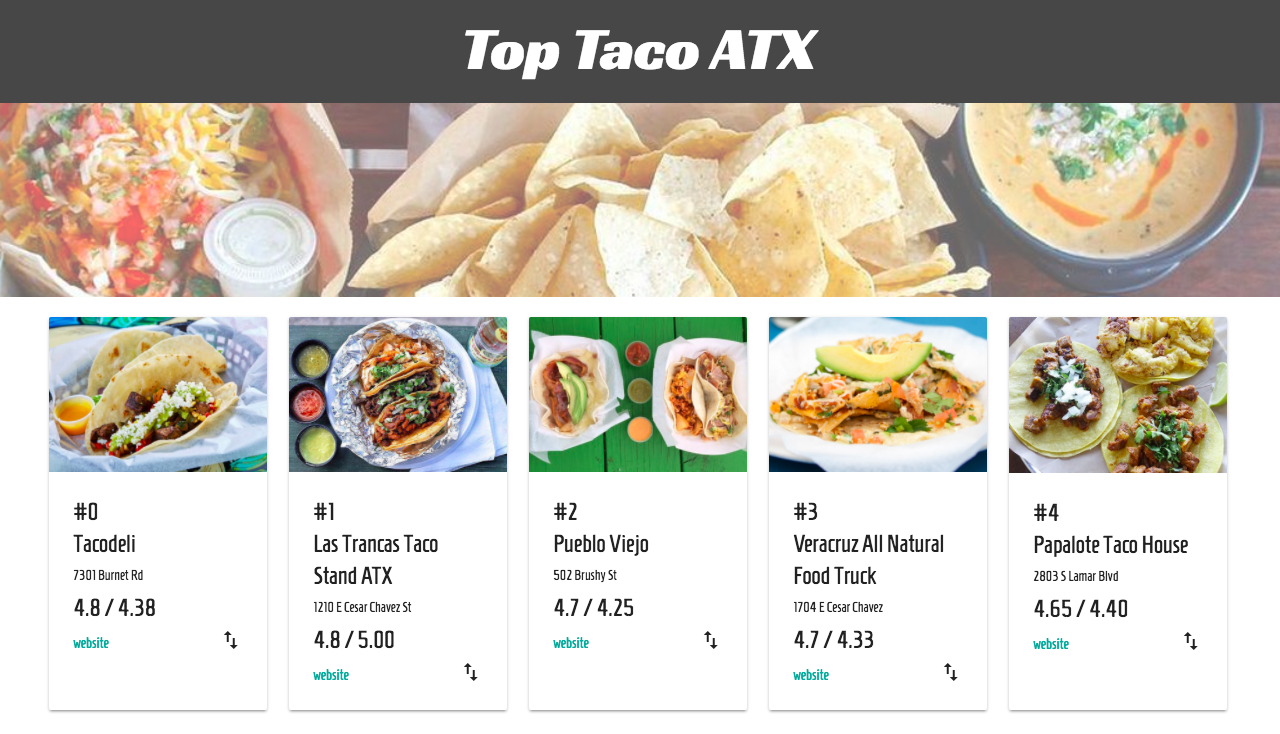 Top Taco ATX
#0
Tacodeli
7301 Burnet Rd
4.8 / 4.38
website
#1
Las Trancas Taco
Stand ATX
1210 E Cesar Chavez St
4.8 / 5.00
website
#2
Pueblo Viejo
502 Brushy St
4.7 / 4.25
website
#3
Veracruz All Natural
Food Truck
1704 E Cesar Chavez
4.7 / 4.33
website
#4
Papalote Taco House
2803 S Lamar Blvd
4.65 / 4.40
website